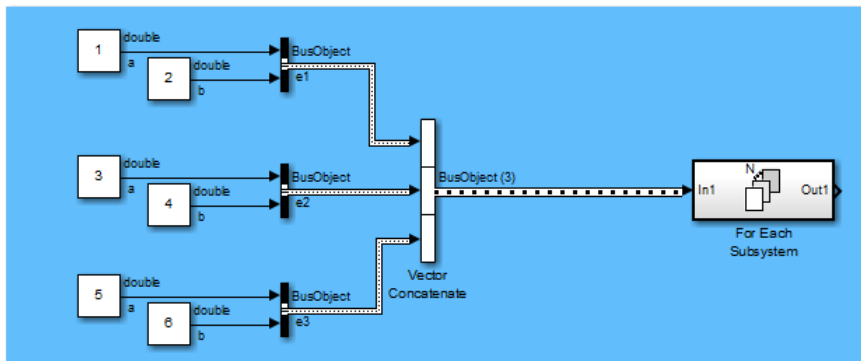 1
double
a
2
double
b
BusObject
e1
3
double
a
4
double
b
BusObject
e2
5
double
a
6
double
b
BusObject
e3
Vector
Concatenate
BusObject (3)
In1
N
Out1
For Each
Subsystem